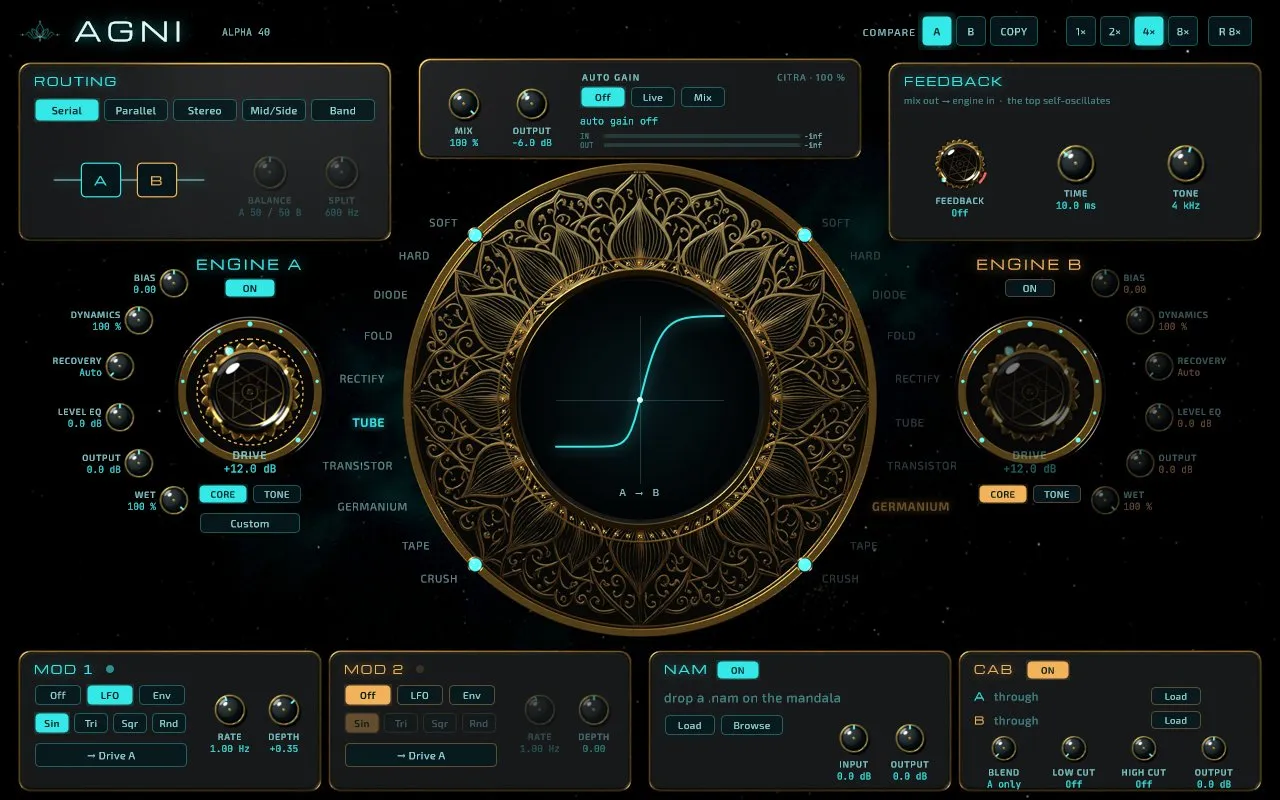 AGNI
ALPHA 40
COMPARE A B COPY 1× 2× 4× 8× R 8×
ROUTING
Serial Parallel Stereo Mid/Side Band
A B
BALANCE
A 50 / 50 B
SPLIT
600 Hz
MIX
100 %
OUTPUT
-6.0 dB
AUTO GAIN
CITRA · 100 %
Off Live Mix
auto gain off
IN -inf
OUT -inf
FEEDBACK
mix out → engine in · the top self-oscillates
FEEDBACK
Off
TIME
10.0 ms
TONE
4 kHz
ENGINE A
ON
BIAS
0.00
DYNAMICS
100 %
RECOVERY
Auto
LEVEL EQ
0.0 dB
OUTPUT
0.0 dB
WET
100 %
DRIVE
+12.0 dB
CORE TONE
Custom
SOFT
HARD
DIODE
FOLD
RECTIFY
TUBE
TRANSISTOR
GERMANIUM
TAPE
CRUSH
A → B
SOFT
HARD
DIODE
FOLD
RECTIFY
TUBE
TRANSISTOR
GERMANIUM
TAPE
CRUSH
ENGINE B
ON
BIAS
0.00
DYNAMICS
100 %
RECOVERY
Auto
LEVEL EQ
0.0 dB
OUTPUT
0.0 dB
WET
100 %
DRIVE
+12.0 dB
CORE TONE
MOD 1
Off LFO Env
Sin Tri Sqr Rnd
→ Drive A
RATE
1.00 Hz
DEPTH
+0.35
MOD 2
Off LFO Env
Sin Tri Sqr Rnd
→ Drive A
RATE
1.00 Hz
DEPTH
0.00
NAM ON
drop a .nam on the mandala
Load Browse
INPUT
0.0 dB
OUTPUT
0.0 dB
CAB ON
A through Load
B through Load
BLEND
A only
LOW CUT
Off
HIGH CUT
Off
OUTPUT
0.0 dB